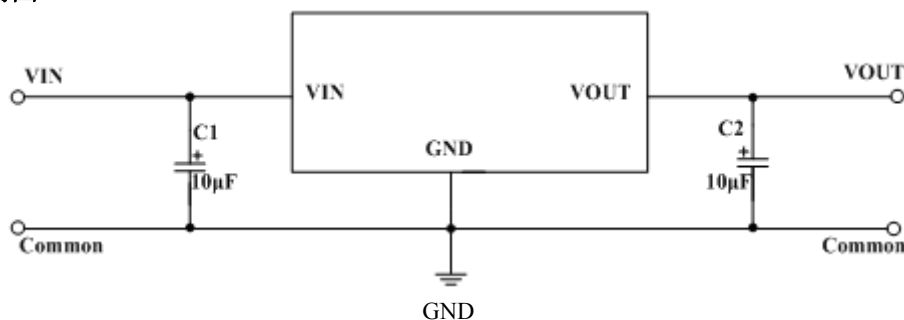 VIN
VOUT
VIN
VOUT
C1
+
10μF
GND
C2
+
10μF
Common
Common
GND